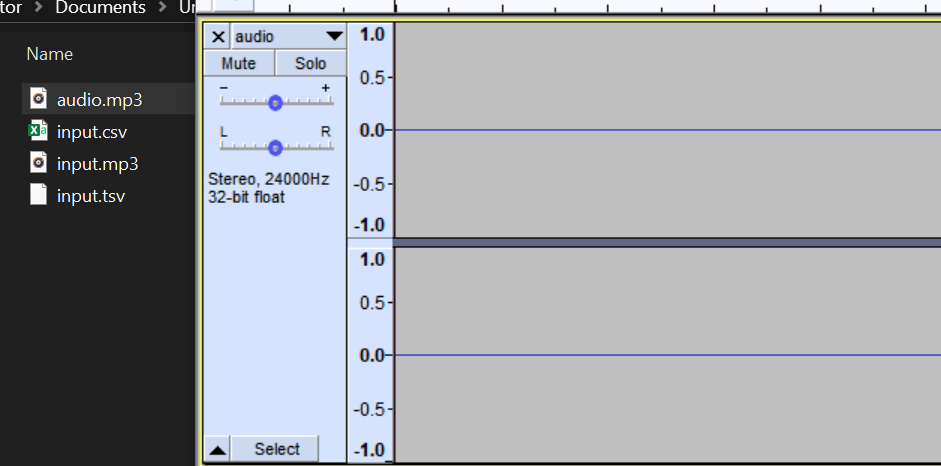 tor > Documents > Un
Name
audio.mp3
input.csv
input.mp3
input.tsv
× audio
Mute Solo
- +
L R
Stereo, 24000Hz
32-bit float
Select
1.0
0.5
0.0
-0.5
-1.0
1.0
0.5
0.0
-0.5
-1.0